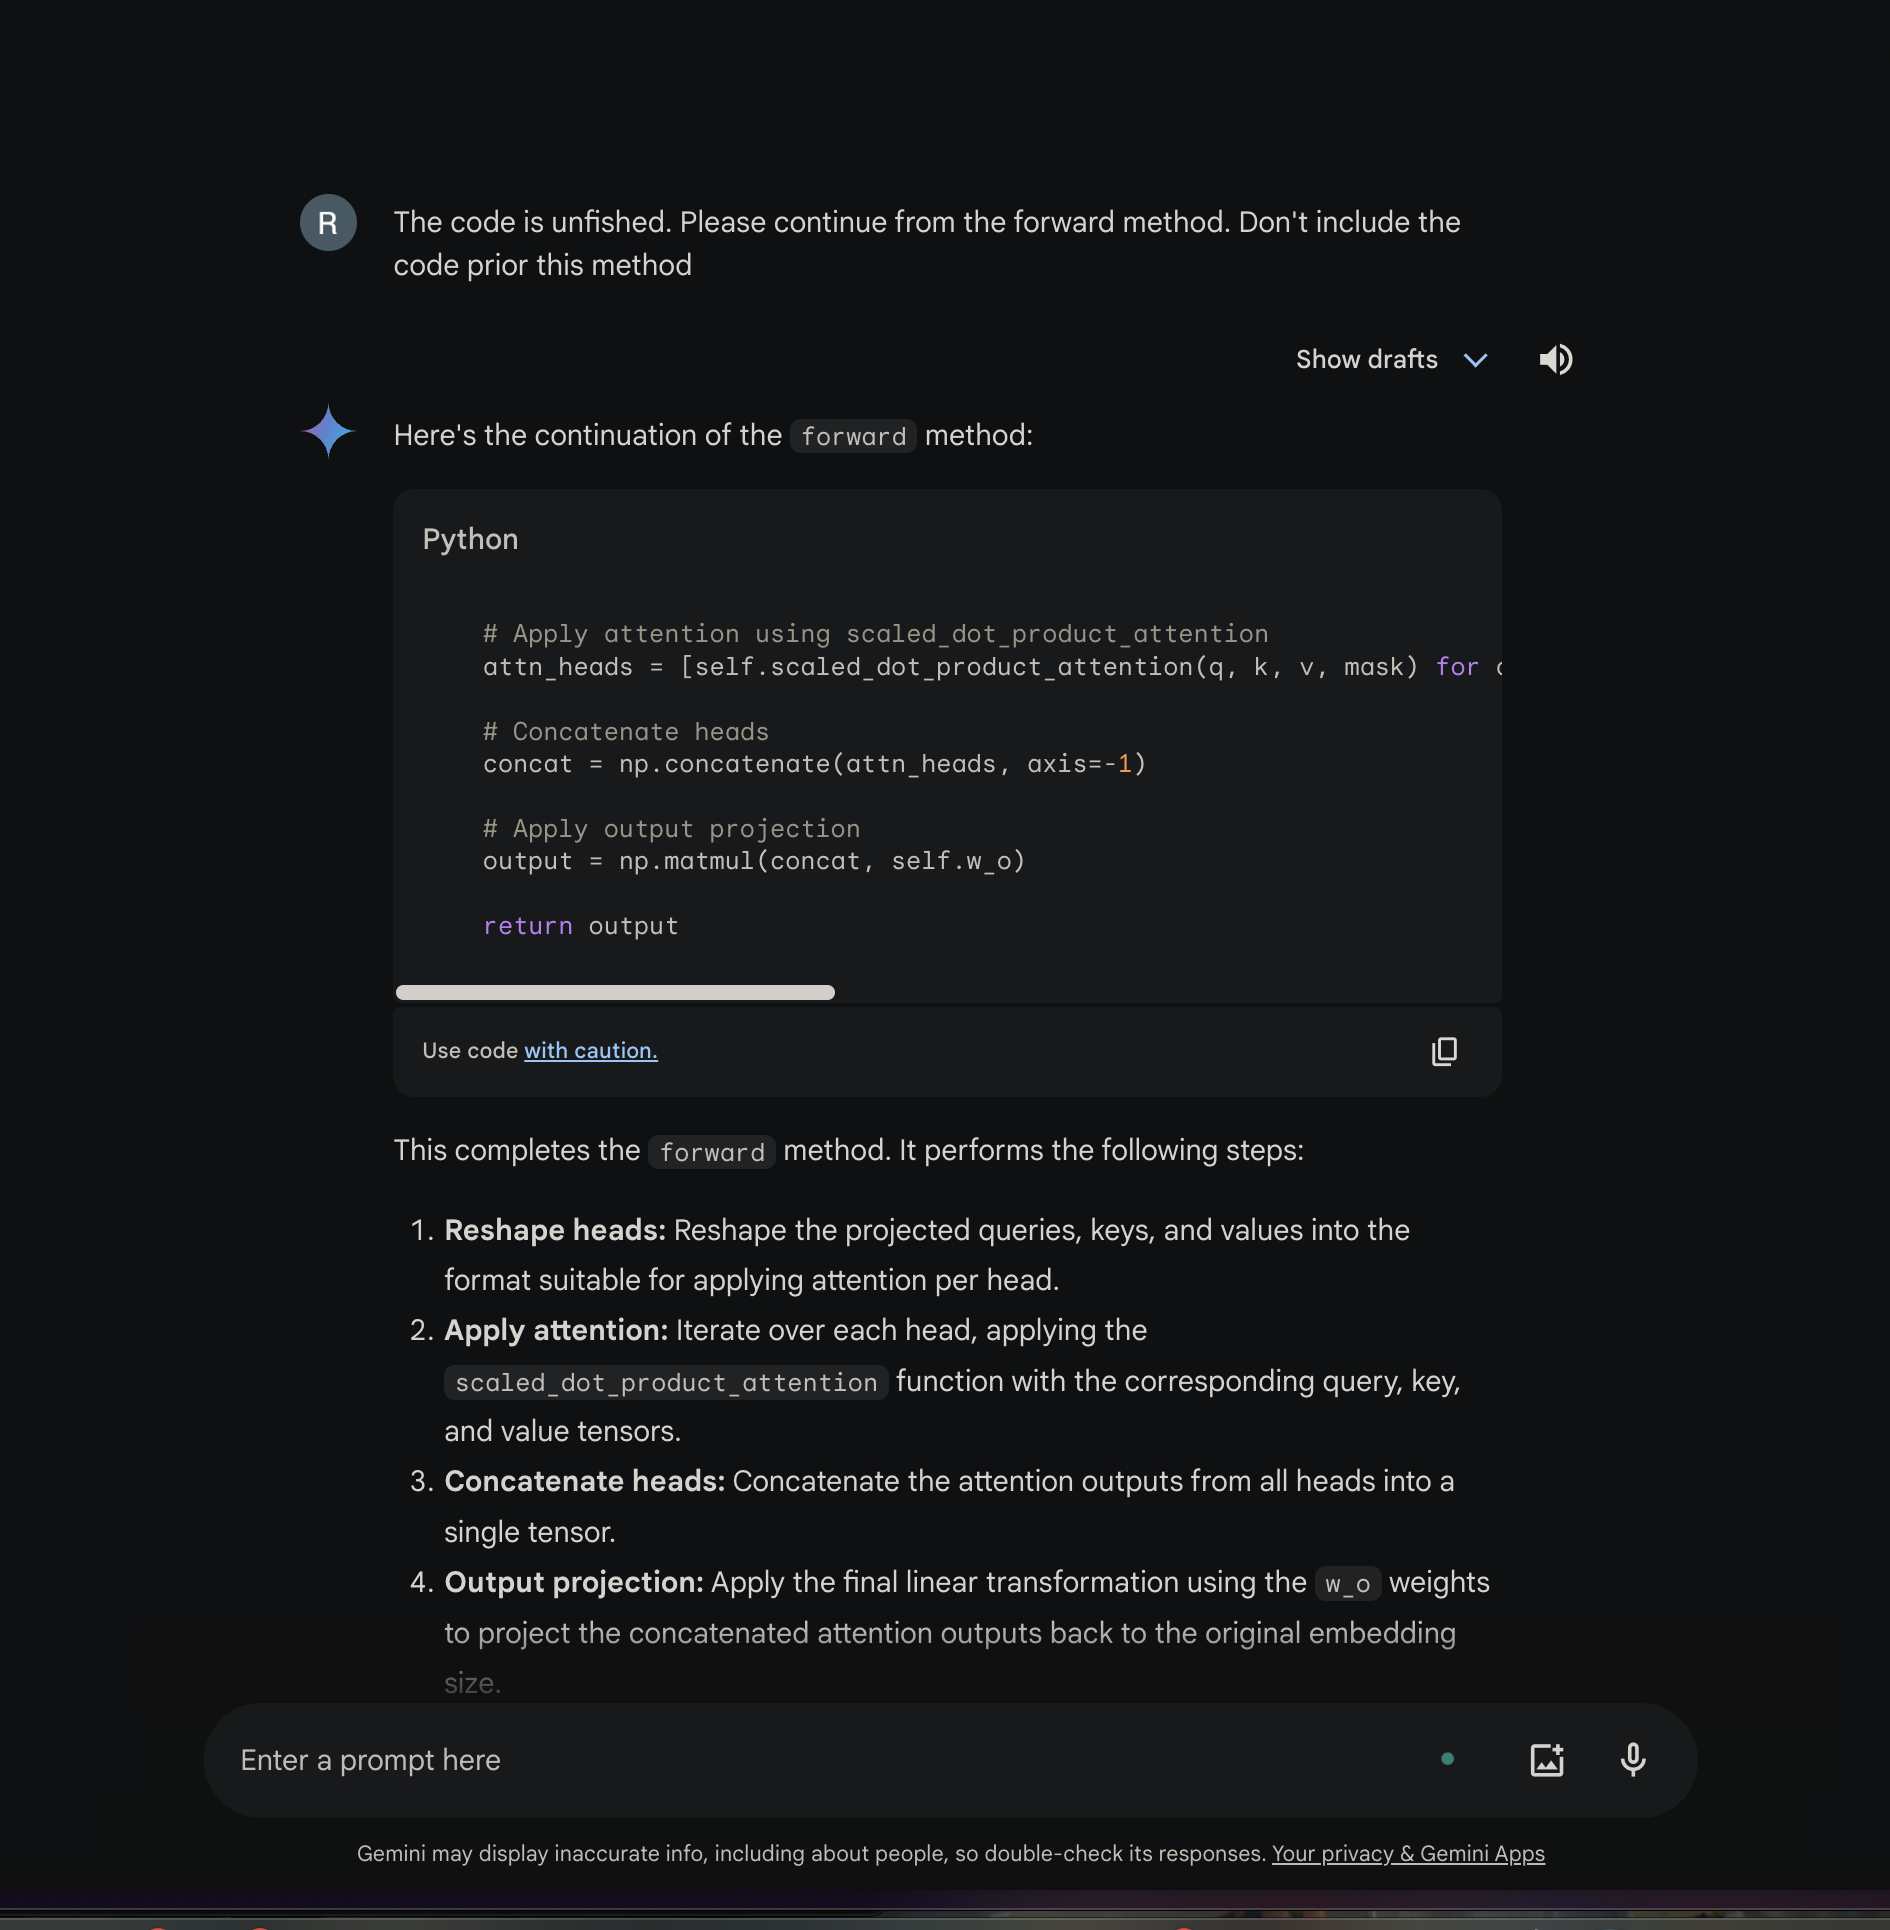 R
The code is unfished. Please continue from the forward method. Don't include the
code prior this method
Show drafts
Here's the continuation of the forward method:
Python
# Apply attention using scaled_dot_product_attention
attn_heads = [self.scaled_dot_product_attention(q, k, v, mask) for
# Concatenate heads
concat = np.concatenate(attn_heads, axis=-1)
# Apply output projection
output = np.matmul(concat, self.w_o)
return output
Use code with caution.
This completes the forward method. It performs the following steps:
1. Reshape heads: Reshape the projected queries, keys, and values into the
format suitable for applying attention per head.
2. Apply attention: Iterate over each head, applying the
scaled_dot_product_attention function with the corresponding query, key,
and value tensors.
3. Concatenate heads: Concatenate the attention outputs from all heads into a
single tensor.
4. Output projection: Apply the final linear transformation using the w_o weights
to project the concatenated attention outputs back to the original embedding
size.
Enter a prompt here
Gemini may display inaccurate info, including about people, so double-check its responses. Your privacy & Gemini Apps